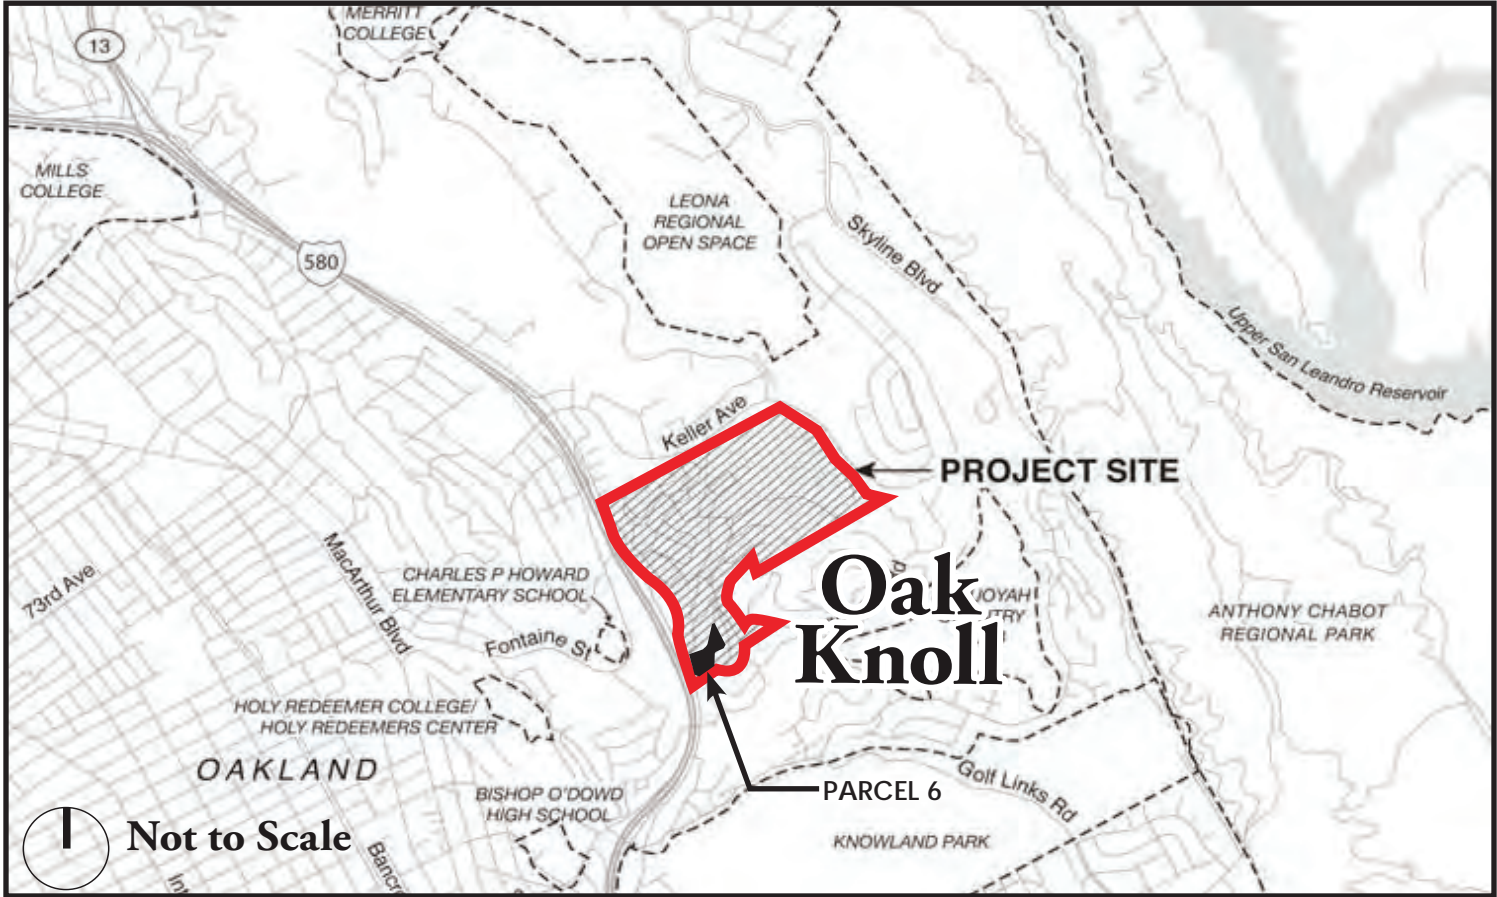 MERRITT
COLLEGE
13
MILLS
COLLEGE
580
LEONA
REGIONAL
OPEN SPACE
Skyline Blvd
Upper San Leandro Reservoir
Keller Ave
PROJECT SITE
73rd Ave
MacArthur Blvd
CHARLES P HOWARD
ELEMENTARY SCHOOL
Fontaine St
Oak
Knoll
ANTHONY CHABOT
REGIONAL PARK
HOLY REDEEMER COLLEGE/
HOLY REDEEMERS CENTER
OAKLAND
BISHOP O'DOWD
HIGH SCHOOL
PARCEL 6
Golf Links Rd
KNOWLAND PARK
Not to Scale